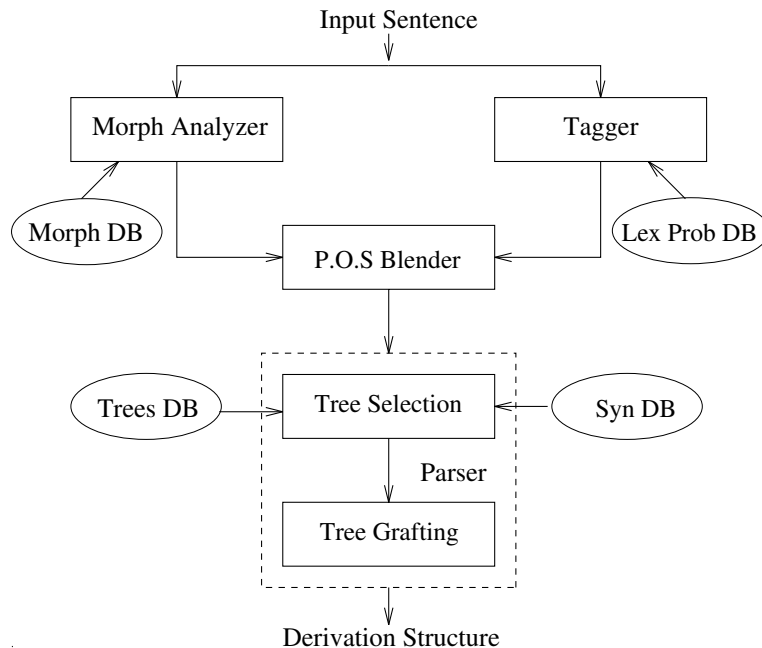 Input Sentence
Morph Analyzer
Tagger
Morph DB
Lex Prob DB
P.O.S Blender
Trees DB
Tree Selection
Syn DB
Parser
Tree Grafting
Derivation Structure